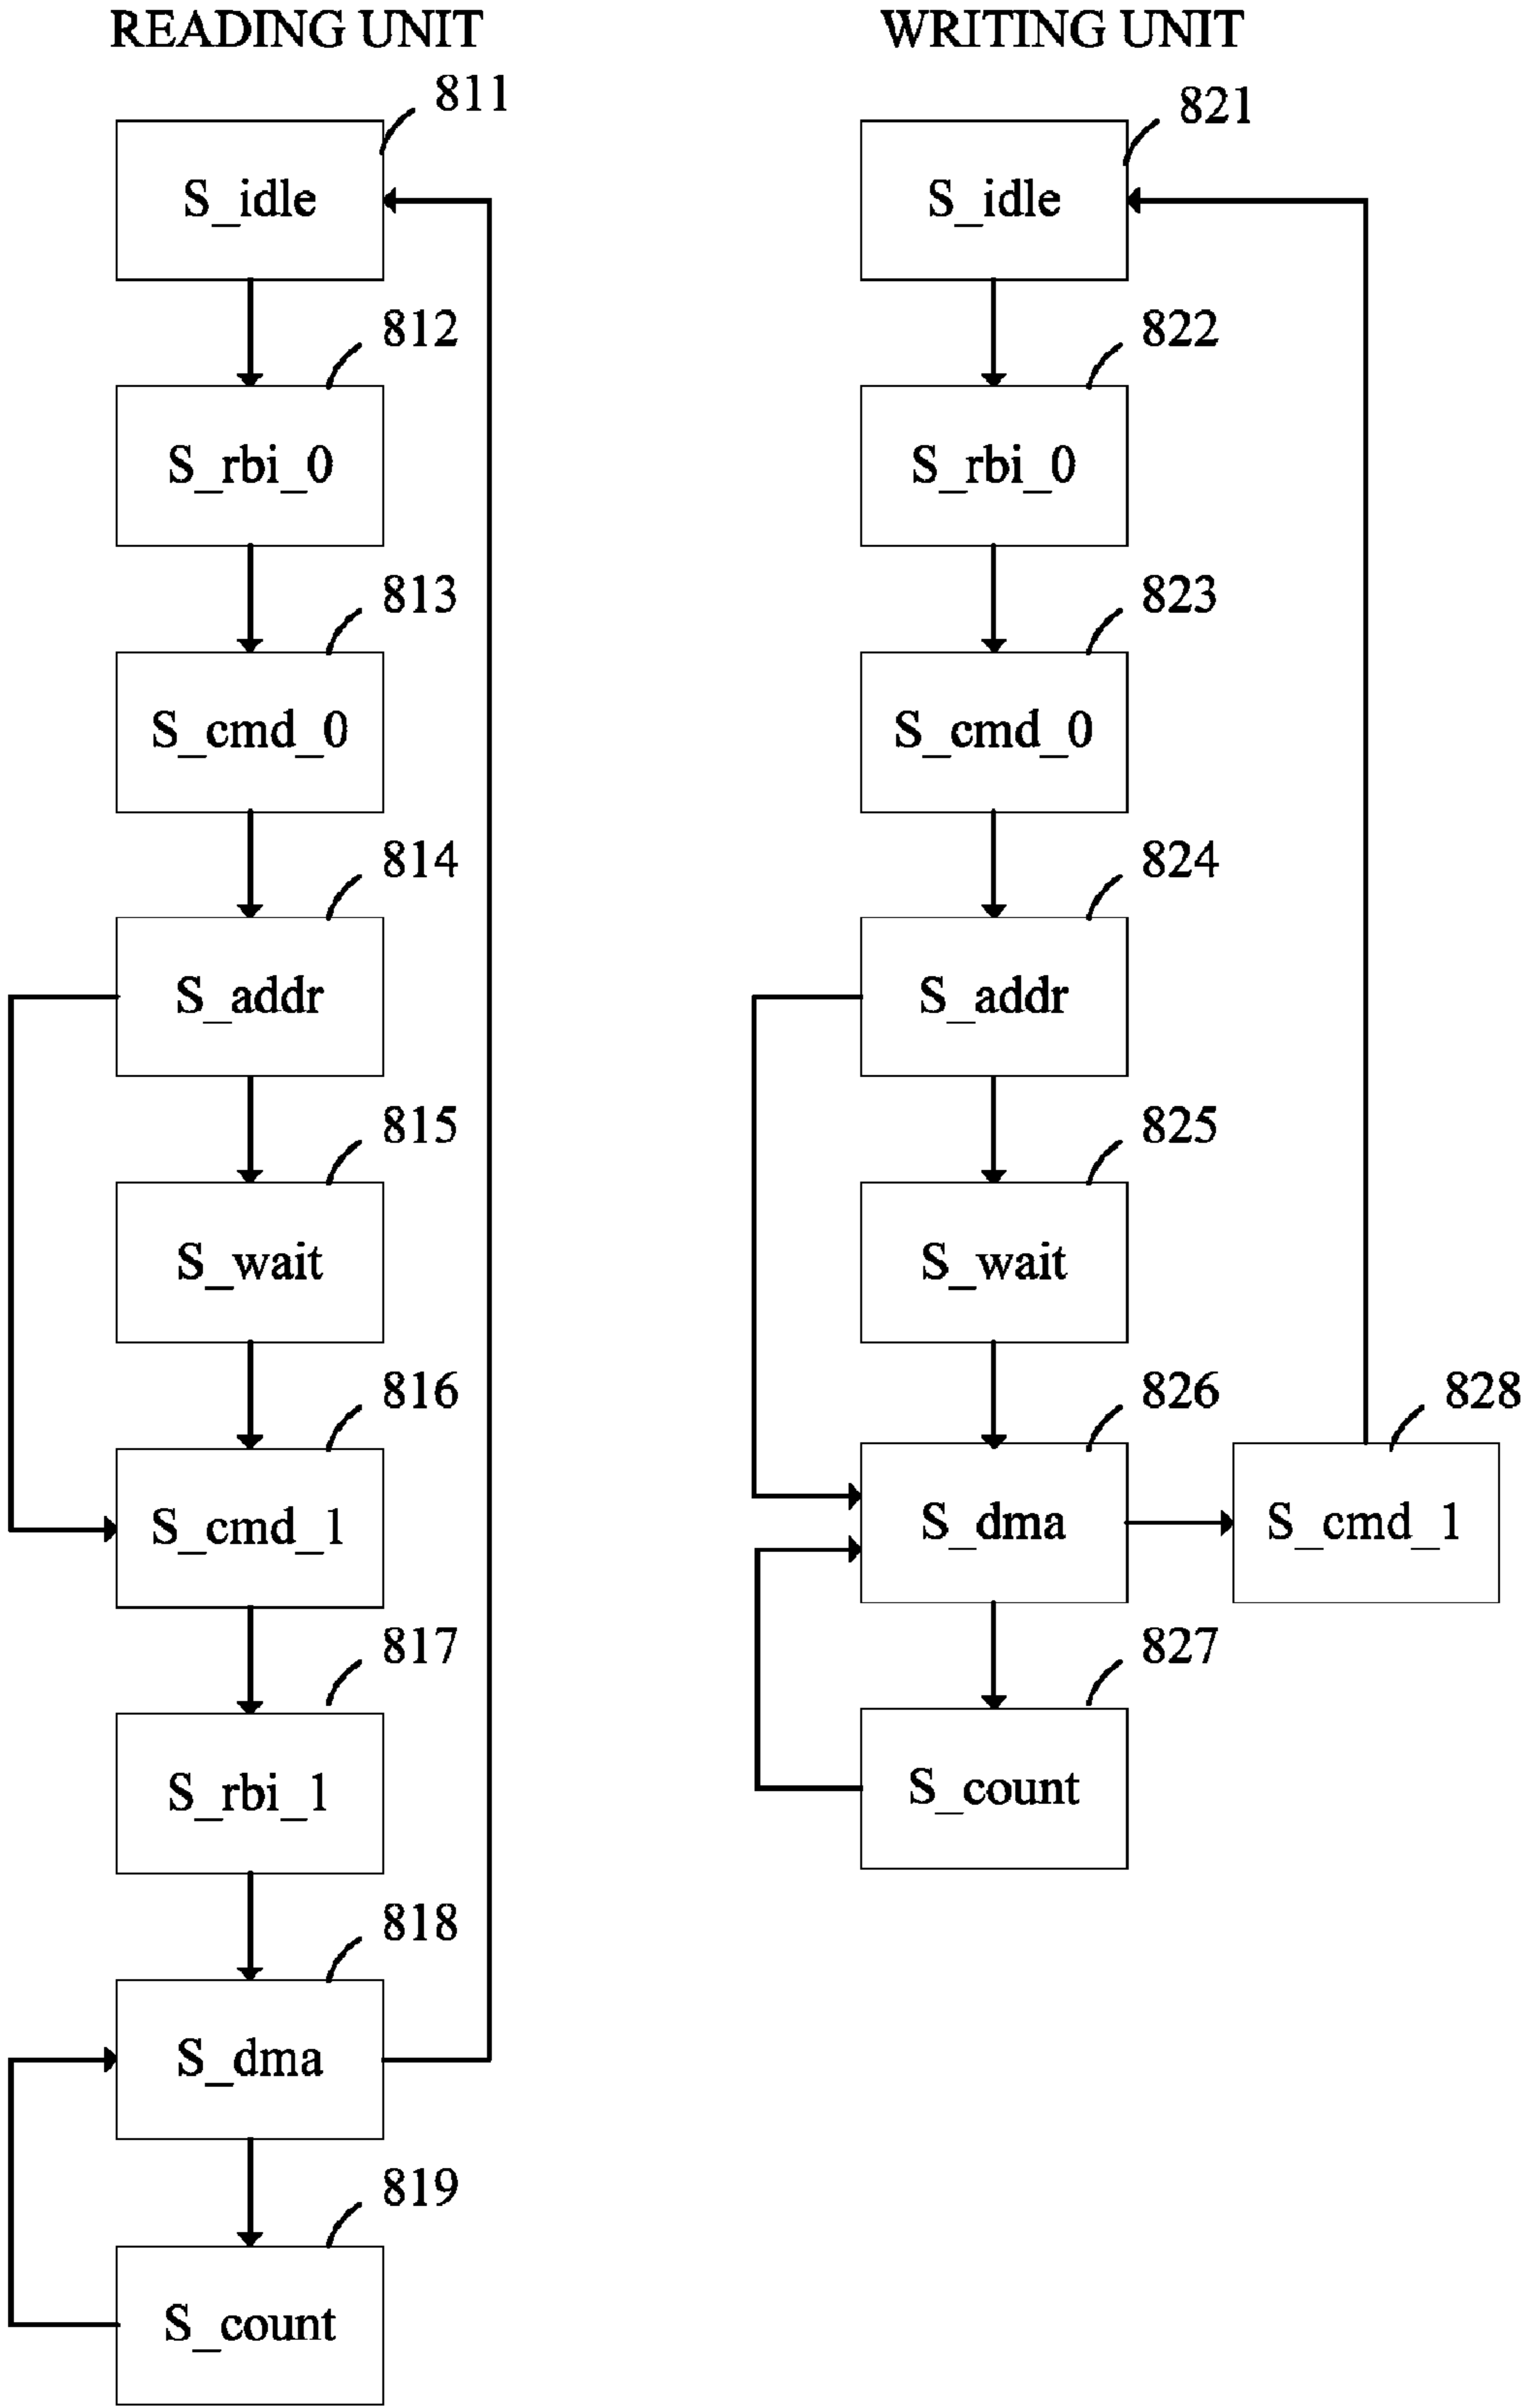 READING UNIT
811
S_idle
812
S_rbi_0
813
S_cmd_0
814
S_addr
815
S_wait
816
S_cmd_1
817
S_rbi_1
818
S_dma
819
S_count
WRITING UNIT
821
S_idle
822
S_rbi_0
823
S_cmd_0
824
S_addr
825
S_wait
826
S_dma
828
S_cmd_1
827
S_count